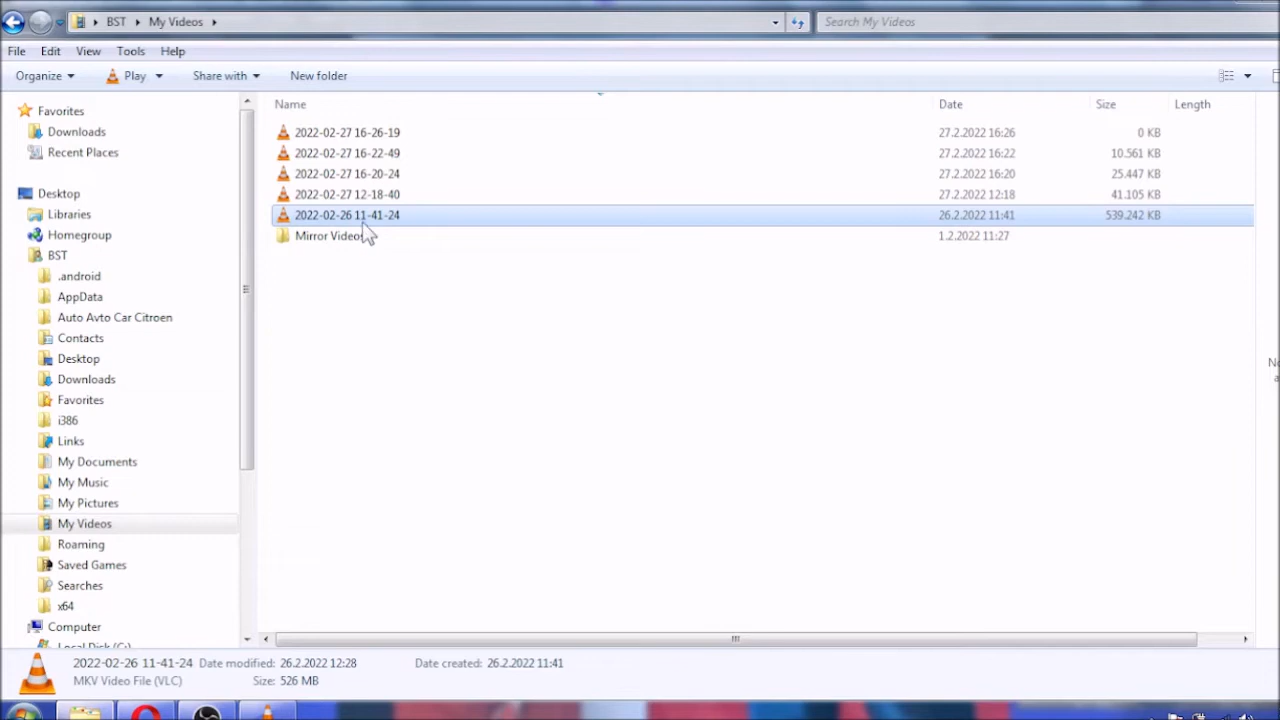 BST My Videos
Search My Videos
File Edit View Tools Help
Organize Play Share with New folder
Name Date Size Length
2022-02-27 16-26-19 27.2.2022 16:26 0 KB
2022-02-27 16-22-49 27.2.2022 16:22 10.561 KB
2022-02-27 16-20-24 27.2.2022 16:20 25.447 KB
2022-02-27 12-18-40 27.2.2022 12:18 41.105 KB
2022-02-26 11-41-24 26.2.2022 11:41 539.242 KB
Mirror Videos 1.2.2022 11:27
Favorites
Downloads
Recent Places
Desktop
Libraries
Homegroup
BST
.android
AppData
Auto Avto Car Citroen
Contacts
Desktop
Downloads
Favorites
i386
Links
My Documents
My Music
My Pictures
My Videos
Roaming
Saved Games
Searches
x64
Computer
Local Disk (C:)
2022-02-26 11-41-24 Date modified: 26.2.2022 12:28 Date created: 26.2.2022 11:41
MKV Video File (VLC) Size: 526 MB